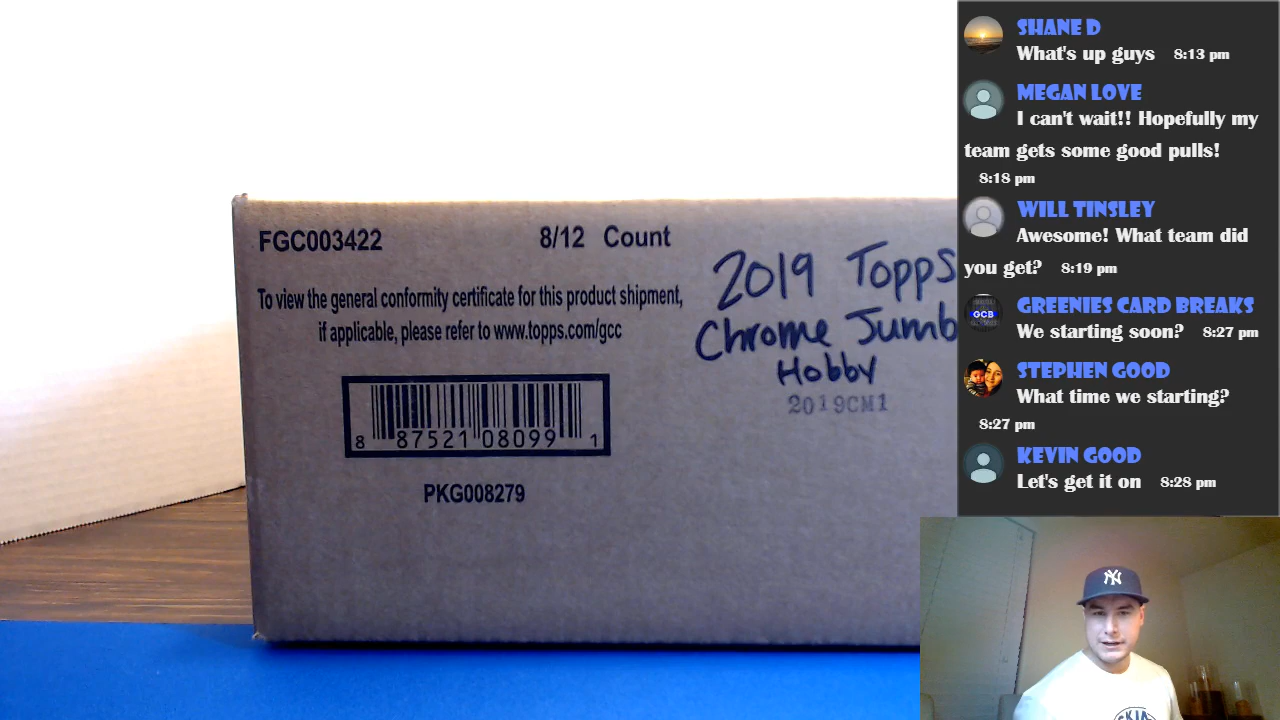 FGC003422
8/12 Count
To view the general conformity certificate for this product shipment,
if applicable, please refer to www.topps.com/gcc
8 87521 08099 1
PKG008279
2019 Topps
Chrome Jumb
Hobby
2019CM1
SHANE D
What's up guys 8:13 pm
MEGAN LOVE
I can't wait!! Hopefully my
team gets some good pulls!
8:18 pm
WILL TINSLEY
Awesome! What team did
you get? 8:19 pm
GREENIES CARD BREAKS
GCB
We starting soon? 8:27 pm
STEPHEN GOOD
What time we starting?
8:27 pm
KEVIN GOOD
Let's get it on 8:28 pm
NY